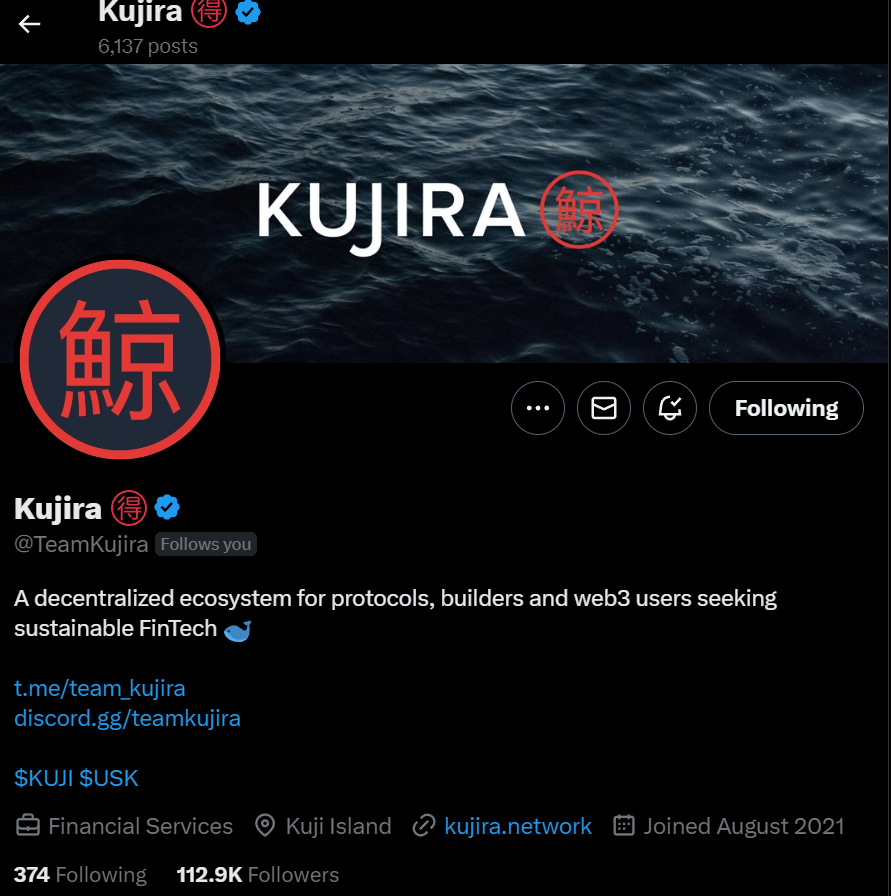 Kujira 得
6,137 posts
KUJIRA 鯨
鯨
Following
Kujira 得
@TeamKujira Follows you
A decentralized ecosystem for protocols, builders and web3 users seeking
sustainable FinTech
t.me/team_kujira
discord.gg/teamkujira
$KUJI $USK
Financial Services Kuji Island kujira.network Joined August 2021
374 Following 112.9K Followers